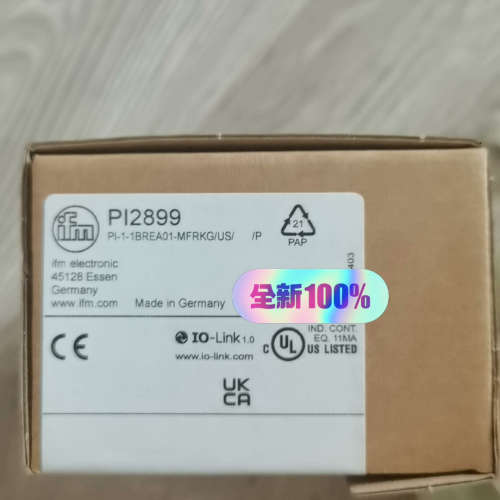 ifm
PI2899
PI-1-1BREA01-MFRKG/US/ /P
21
PAP
ifm electronic
45128 Essen
Germany
www.ifm.com
Made in Germany
403
全新100%
CE
IO-Link 1.0
www.io-link.com
C UL US LISTED
IND. CONT.
EQ. 11MA
UK
CA